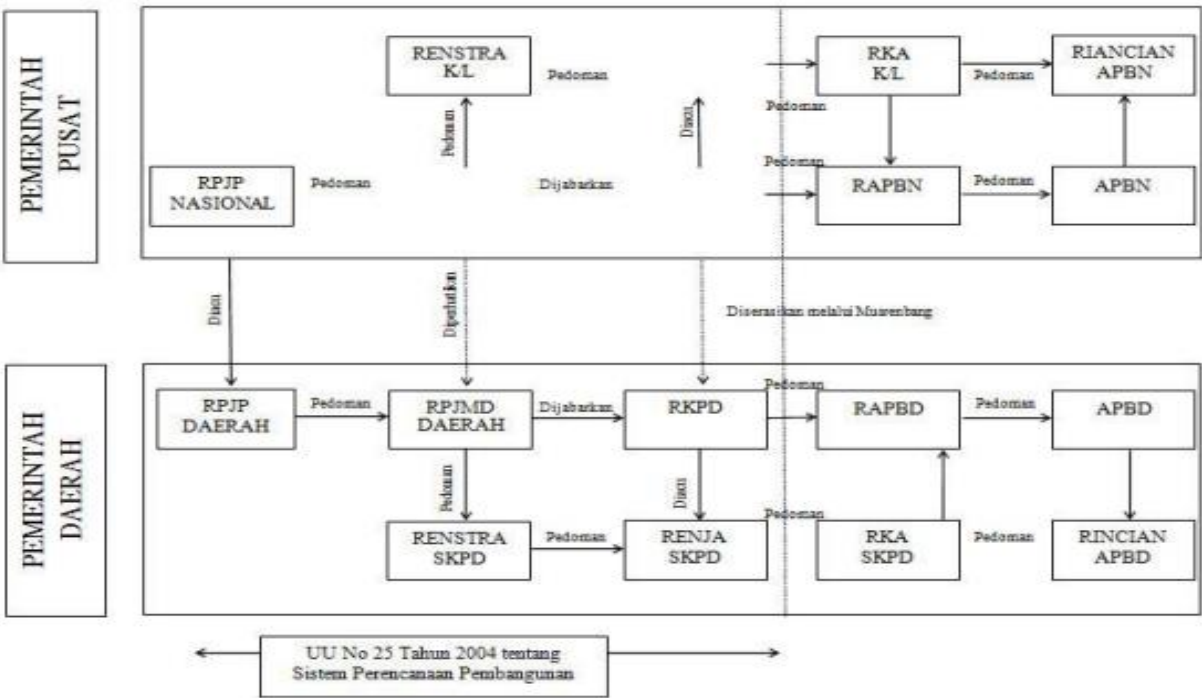 PEMERINTAH
PUSAT
RENSTRA
K/L
Pedoman
RKA
K/L
Pedoman
RIANCIAN
APBN
Pedoman
Pedoman
Diacu
RPJP
NASIONAL
Pedoman
Dijabarkan
Pedoman
RAPBN
Pedoman
APBN
Diacu
Diperhatikan
Diserasikan melalui Musrenbang
PEMERINTAH
DAERAH
RPJP
DAERAH
Pedoman
RPJMD
DAERAH
Dijabarkan
RKPD
Pedoman
RAPBD
Pedoman
APBD
Pedoman
Diacu
RENSTRA
SKPD
Pedoman
RENJA
SKPD
Pedoman
RKA
SKPD
Pedoman
RINCIAN
APBD
UU No 25 Tahun 2004 tentang
Sistem Perencanaan Pembangunan